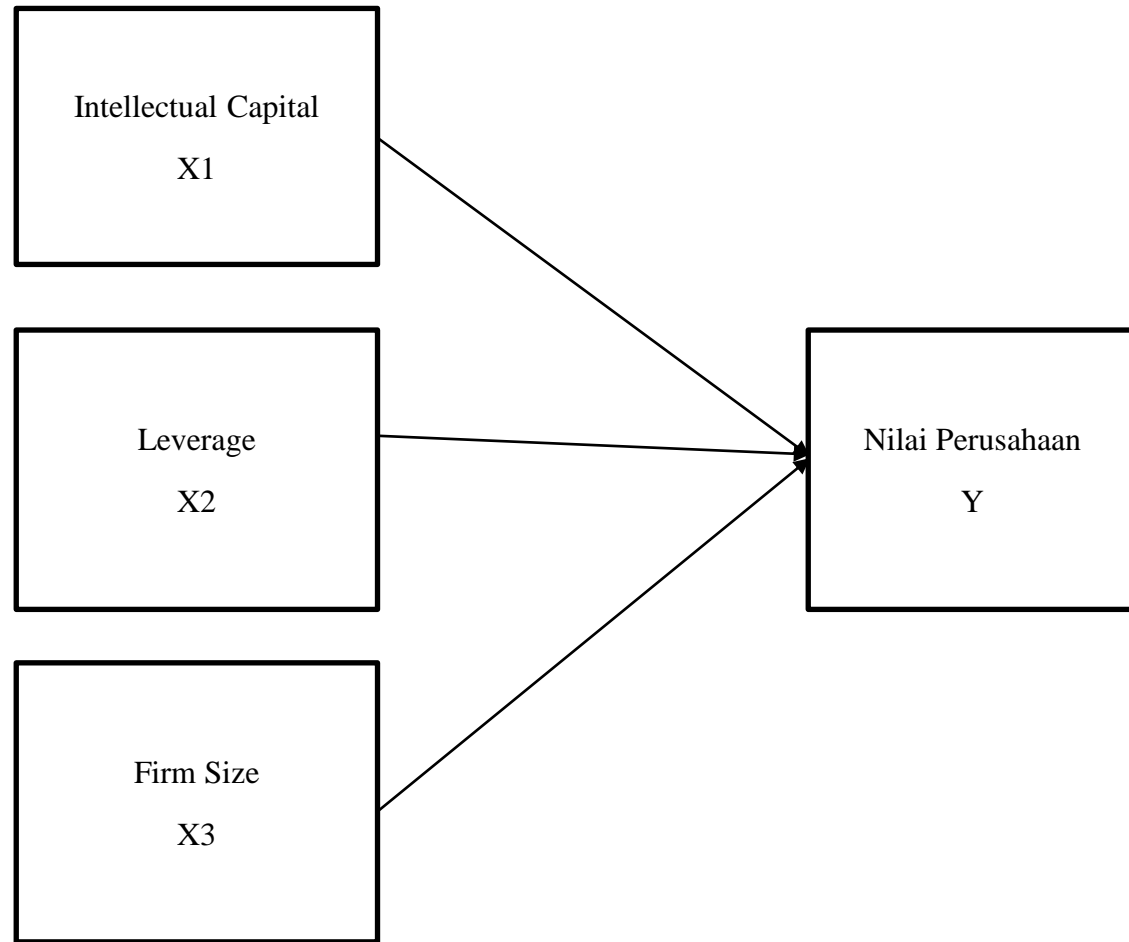 Intellectual Capital
X1
Leverage
X2
Nilai Perusahaan
Y
Firm Size
X3